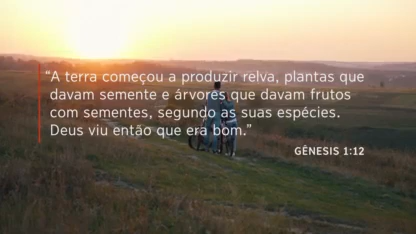 “A terra começou a produzir relva, plantas que
davam semente e árvores que davam frutos
com sementes, segundo as suas espécies.
Deus viu então que era bom.”
GÊNESIS 1:12